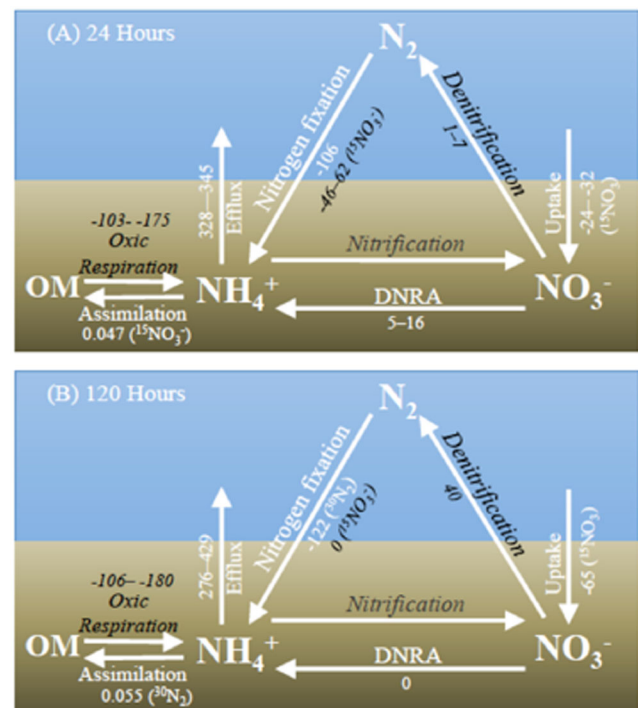 (A) 24 Hours
N₂
Nitrogen fixation
-106
-46–62 (¹⁵NO₃⁻)
Denitrification
1–7
328–-345
Efflux
Uptake
-24–-32
(¹⁵NO₃⁻)
-103- -175
Oxic
Respiration
Nitrification
OM
NH₄⁺
NO₃⁻
Assimilation
0.047 (¹⁵NO₃⁻)
DNRA
5–16
(B) 120 Hours
N₂
Nitrogen fixation
-122 (³⁰N₂)
0 (¹⁵NO₃⁻)
Denitrification
40
276–429
Efflux
Uptake
-65 (¹⁵NO₃⁻)
-106– -180
Oxic
Respiration
Nitrification
OM
NH₄⁺
NO₃⁻
Assimilation
0.055 (³⁰N₂)
DNRA
0